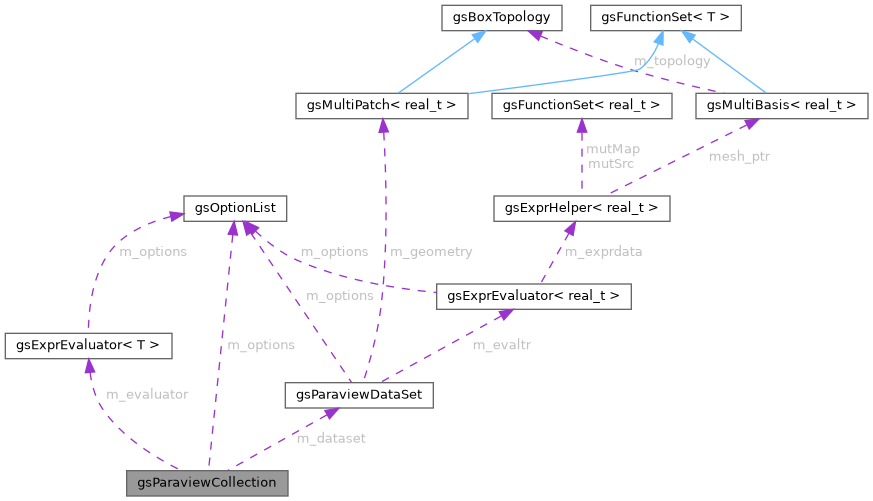 gsBoxTopology
gsFunctionSet< T >
m_topology
gsMultiPatch< real_t >
gsFunctionSet< real_t >
gsMultiBasis< real_t >
mutMap
mutSrc
mesh_ptr
gsOptionList
gsExprHelper< real_t >
m_options
m_options
m_geometry
m_exprdata
m_options
gsExprEvaluator< real_t >
gsExprEvaluator< T >
m_options
m_evaltr
m_evaluator
gsParaviewDataSet
m_dataset
gsParaviewCollection